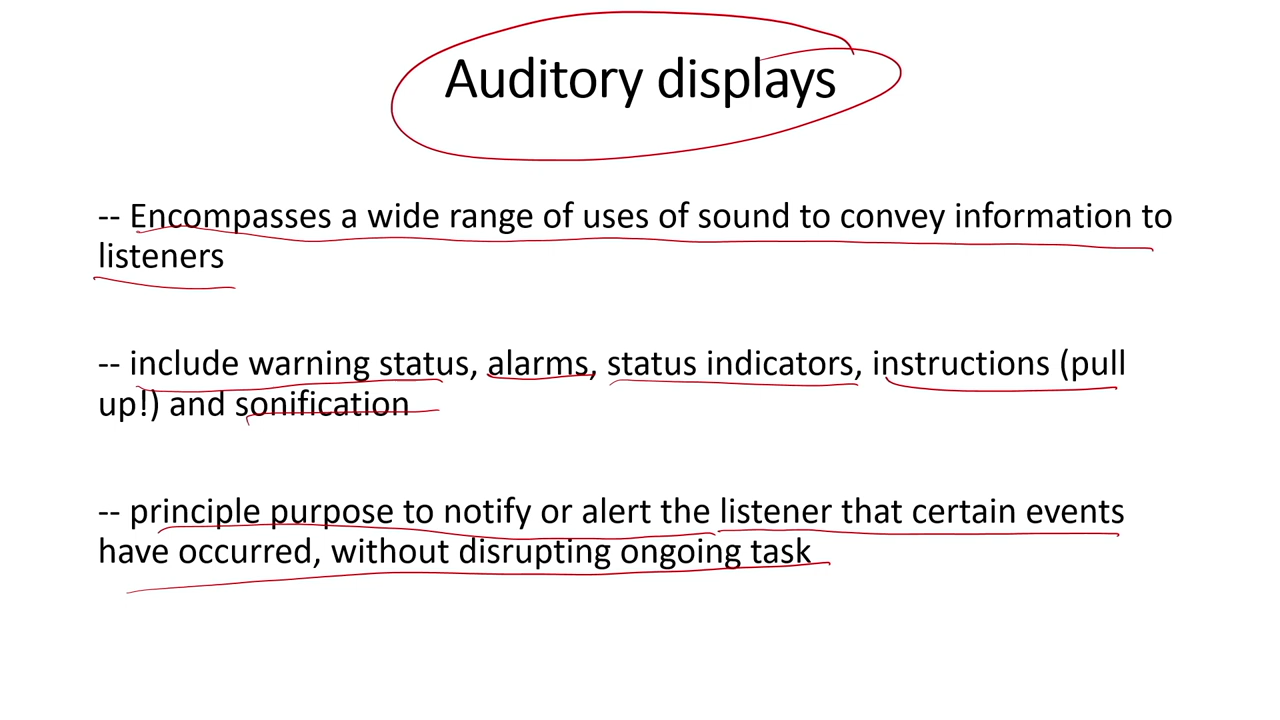 Auditory displays
-- Encompasses a wide range of uses of sound to convey information to
listeners
-- include warning status, alarms, status indicators, instructions (pull
up!) and sonification
-- principle purpose to notify or alert the listener that certain events
have occurred, without disrupting ongoing task